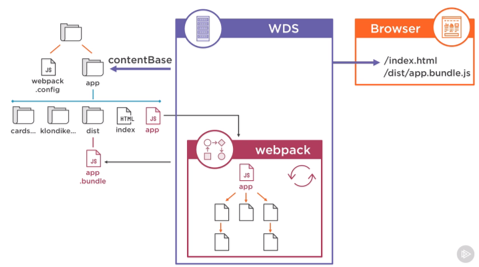 WDS
Browser
contentBase
/index.html
/dist/app.bundle.js
JS
webpack
.config
app
HTML
JS
cards...
klondike...
dist
index
app
JS
app
.bundle
webpack
JS
app